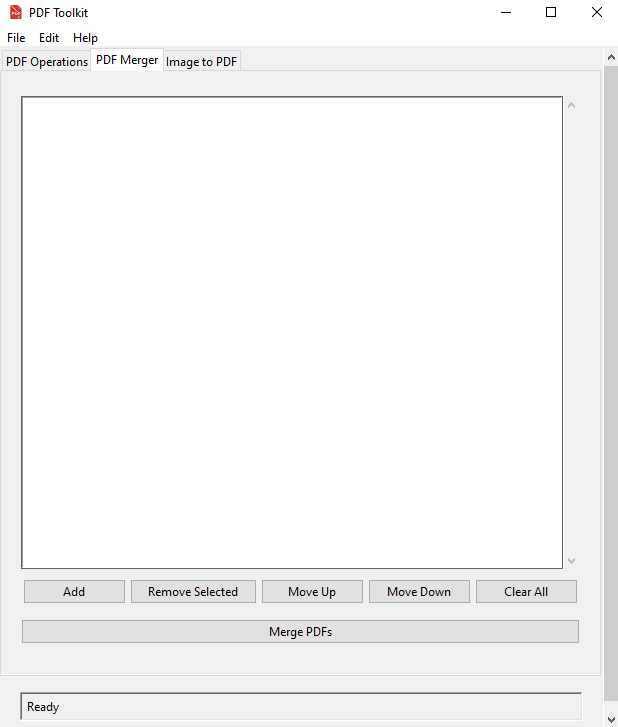 PDF Toolkit
File Edit Help
PDF Operations PDF Merger Image to PDF
Add Remove Selected Move Up Move Down Clear All
Merge PDFs
Ready